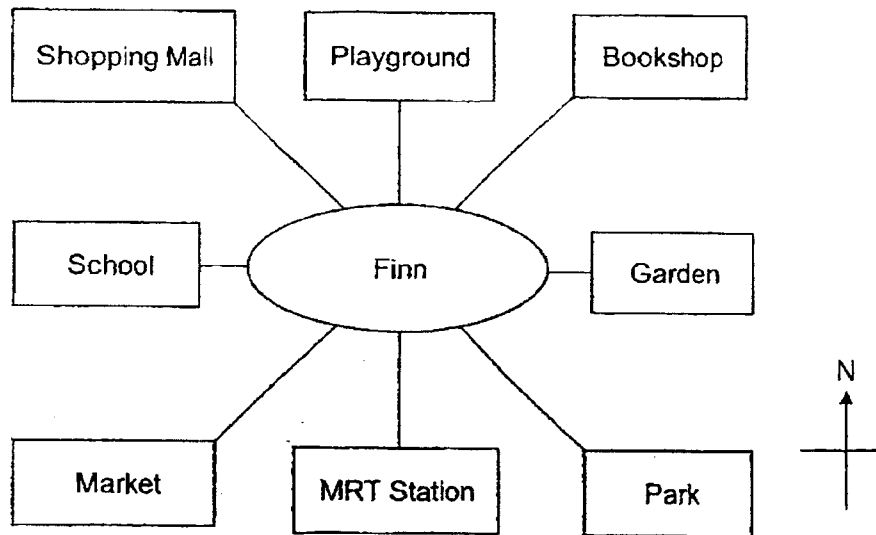 Shopping Mall
Playground
Bookshop
School
Finn
Garden
N
Market
MRT Station
Park